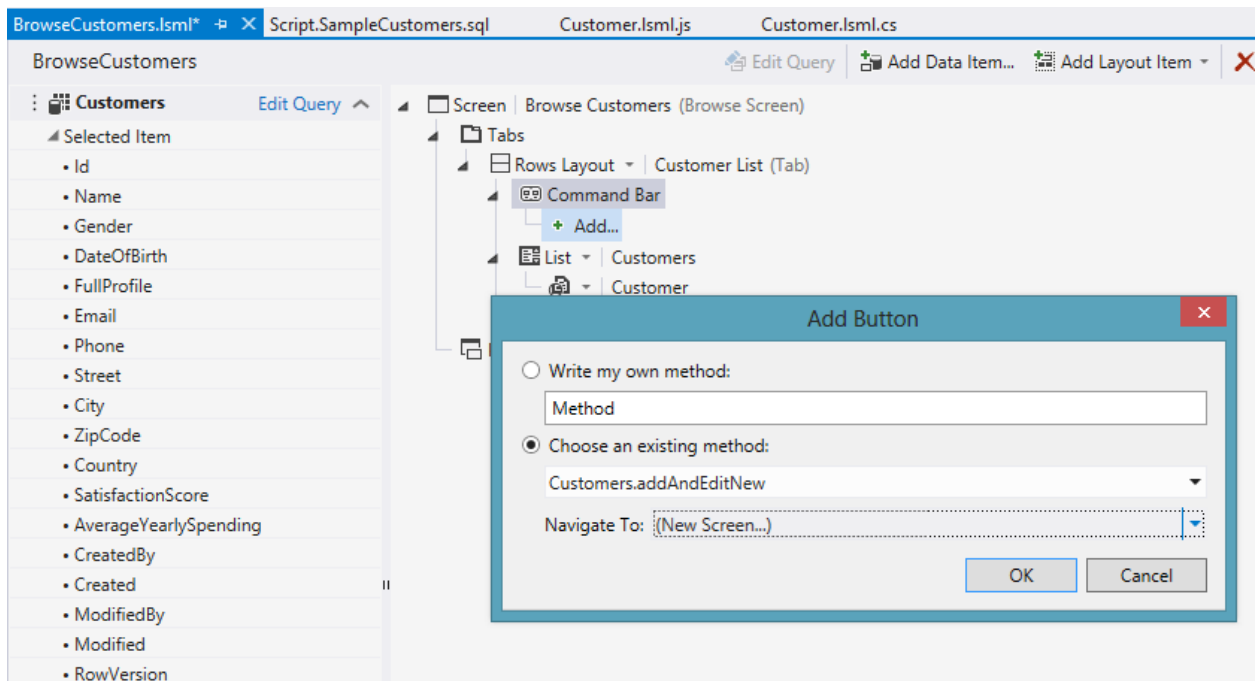 BrowseCustomers.lsml* Script.SampleCustomers.sql Customer.lsml.js Customer.lsml.cs
BrowseCustomers Edit Query Add Data Item... Add Layout Item
Customers Edit Query
Selected Item
• Id
• Name
• Gender
• DateOfBirth
• FullProfile
• Email
• Phone
• Street
• City
• ZipCode
• Country
• SatisfactionScore
• AverageYearlySpending
• CreatedBy
• Created
• ModifiedBy
• Modified
• RowVersion
Screen | Browse Customers (Browse Screen)
Tabs
Rows Layout | Customer List (Tab)
Command Bar
+ Add...
List | Customers
| Customer
Add Button
Write my own method:
Method
Choose an existing method:
Customers.addAndEditNew
Navigate To: (New Screen...)
OK Cancel